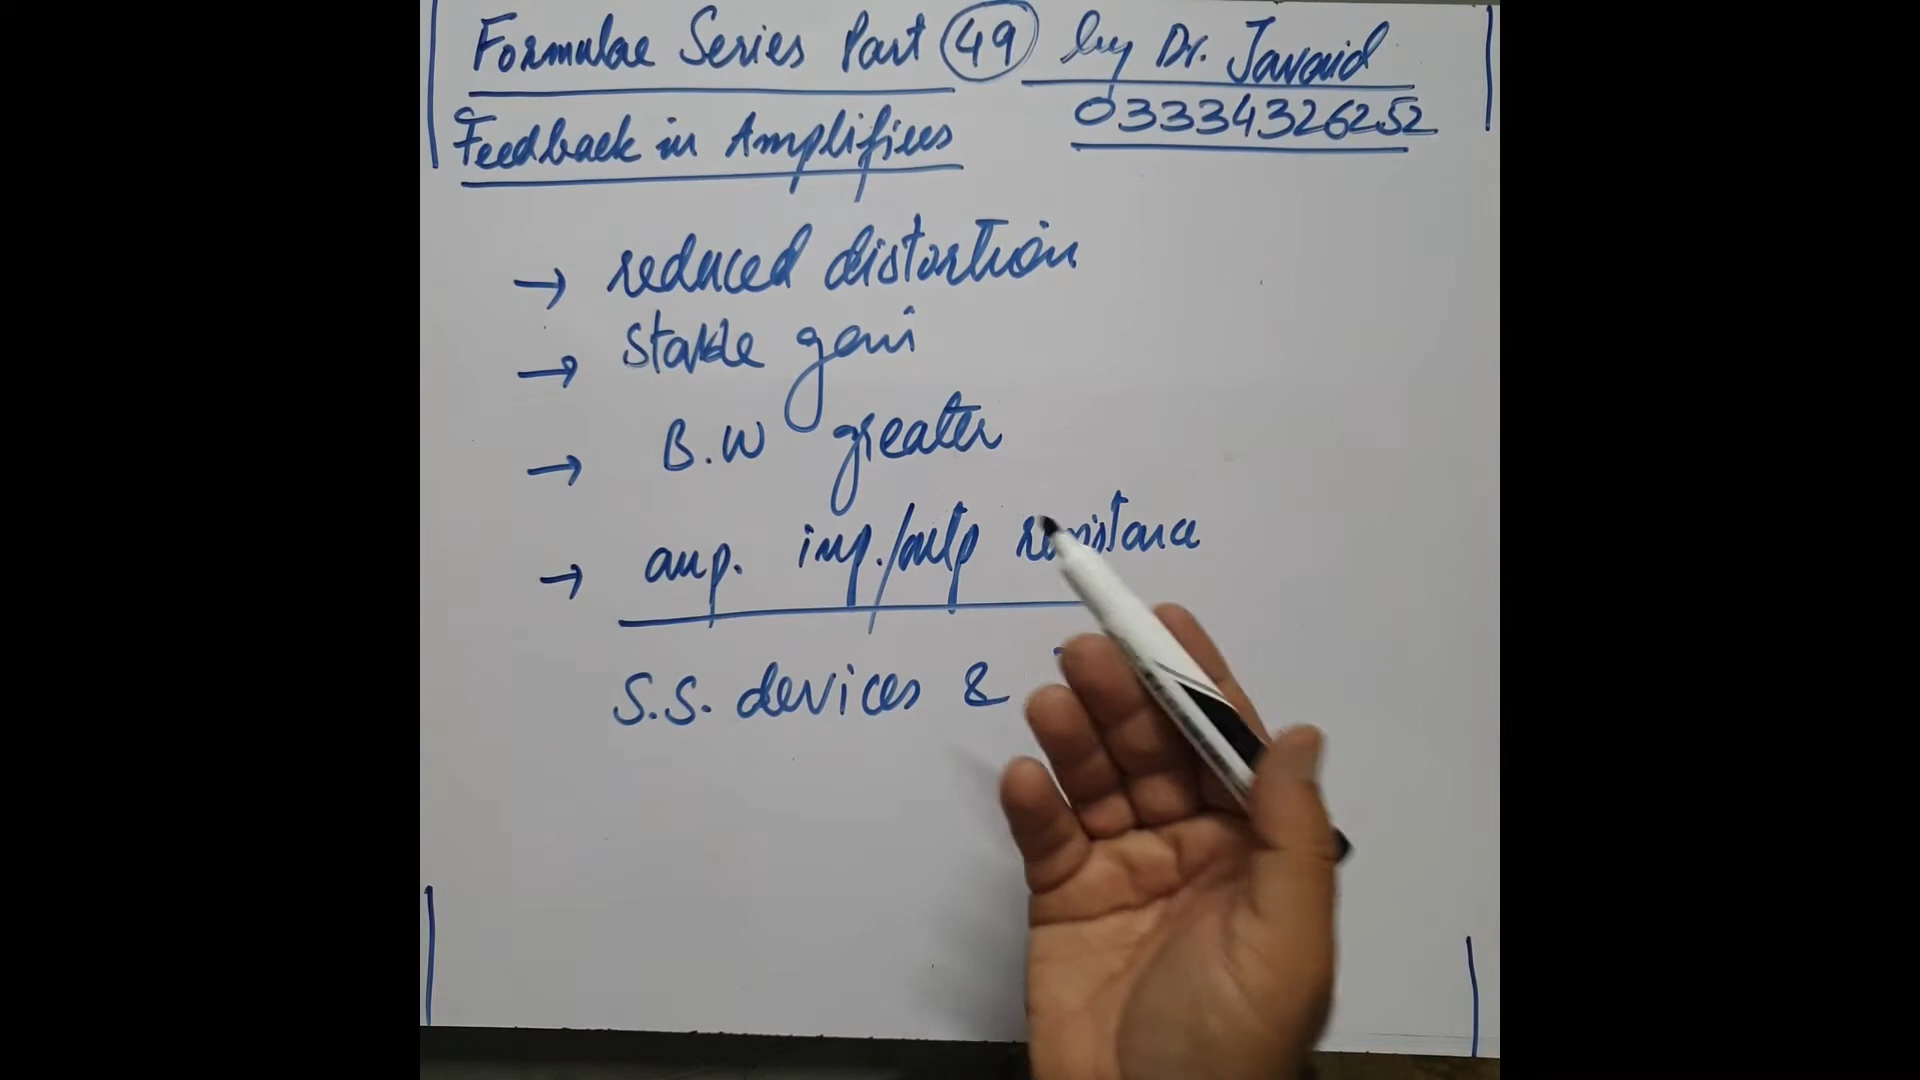 Formulae Series Part 49 by Dr. Javaid
03334326252
Feedback in Amplifiers
→ reduced distortion
→ Stable gain
→ B.W greater
→ amp. inp./outp resistance
S.S. devices &